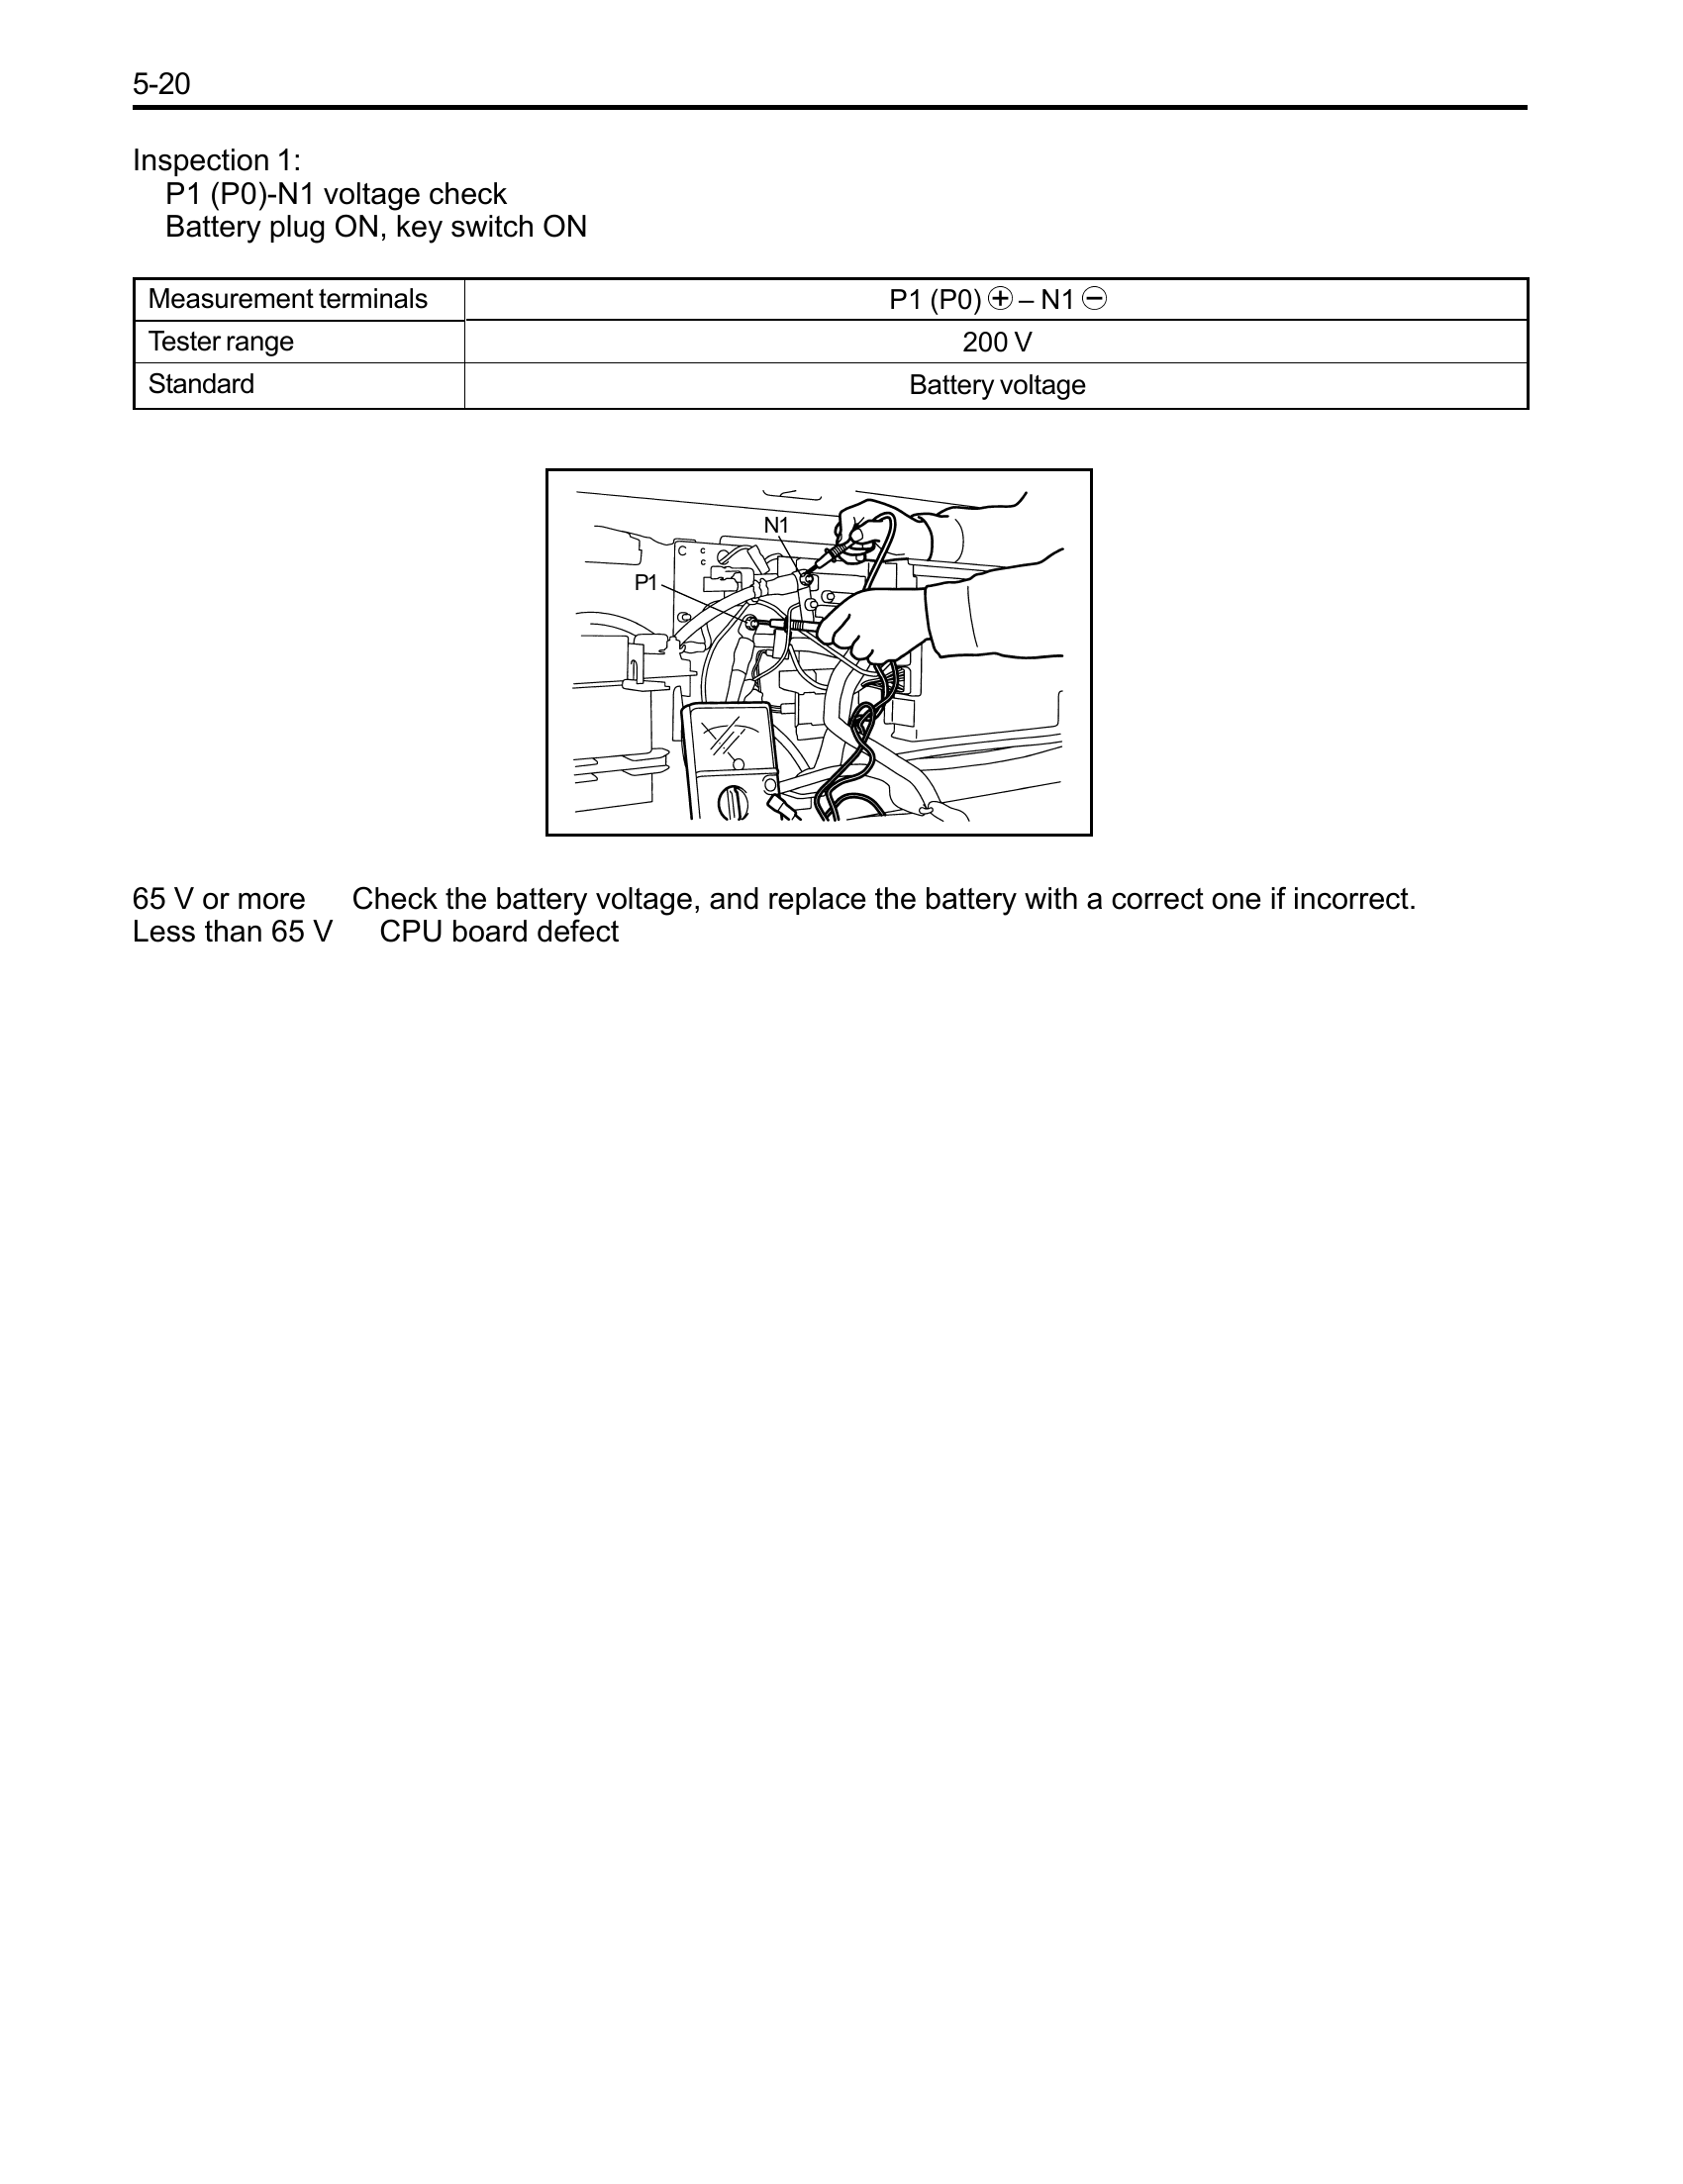 5-20
Inspection 1:
P1 (P0)-N1 voltage check
Battery plug ON, key switch ON
Measurement terminals P1 (P0) ⊕ – N1 ⊖
Tester range 200 V
Standard Battery voltage
N1
C C
C
P1
65 V or more Check the battery voltage, and replace the battery with a correct one if incorrect.
Less than 65 V CPU board defect